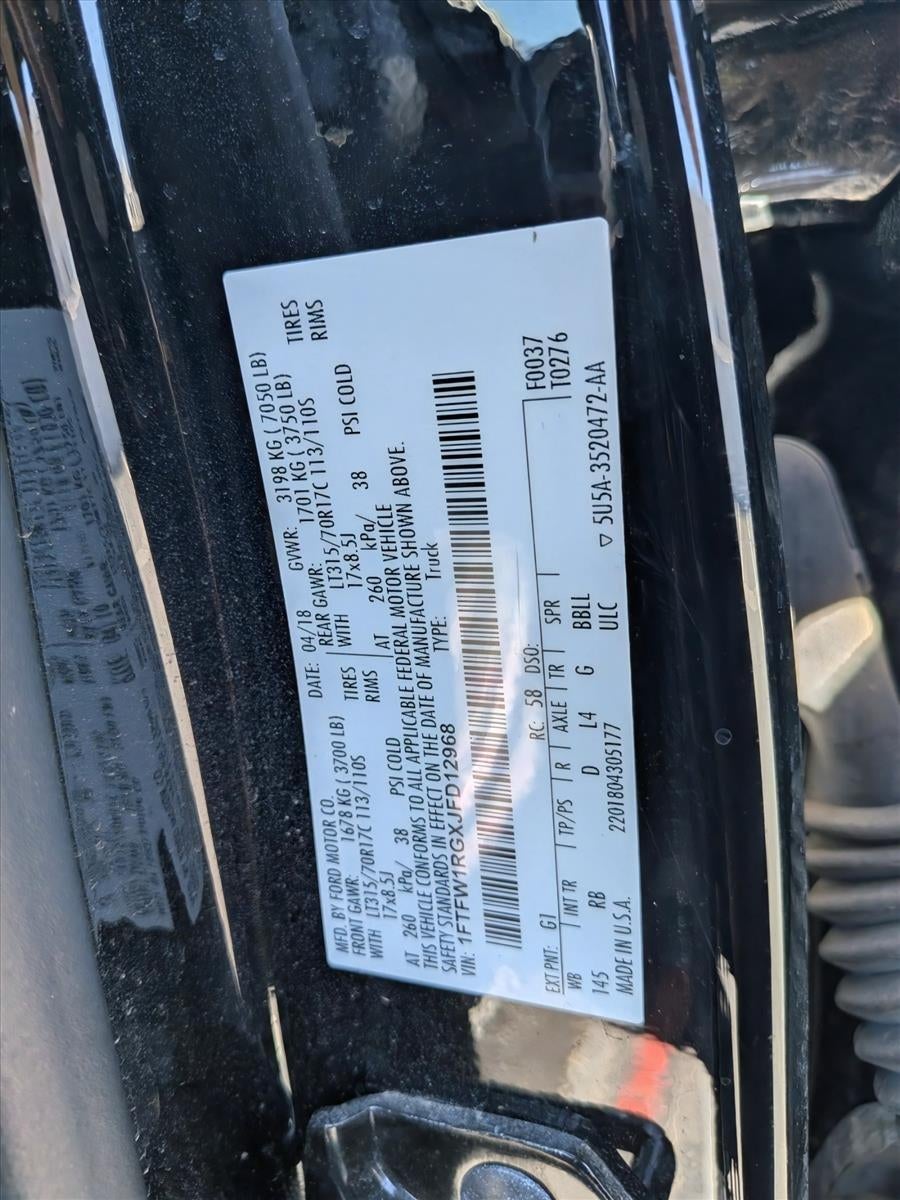 MFD. BY FORD MOTOR CO.
DATE: 04/18 GVWR: 3198 KG ( 7050 LB)
FRONT GAWR: 1678 KG ( 3700 LB) REAR GAWR: 1701 KG ( 3750 LB)
WITH LT315/70R17C 113/110S TIRES WITH LT315/70R17C 113/110S TIRES
17x8.5J RIMS 17x8.5J RIMS
AT 260 kPa/ 38 PSI COLD AT 260 kPa/ 38 PSI COLD
THIS VEHICLE CONFORMS TO ALL APPLICABLE FEDERAL MOTOR VEHICLE
SAFETY STANDARDS IN EFFECT ON THE DATE OF MANUFACTURE SHOWN ABOVE.
VIN: 1FTFW1RGXJFD12968 TYPE: Truck
EXT PNT: G1 RC: 58 DSO: F0037
WB INT TR TP/PS R AXLE TR SPR T0276
145 RB D L4 G BBLL
ULC
MADE IN U.S.A. 2201804305177 ▽ 5U5A-3520472-AA